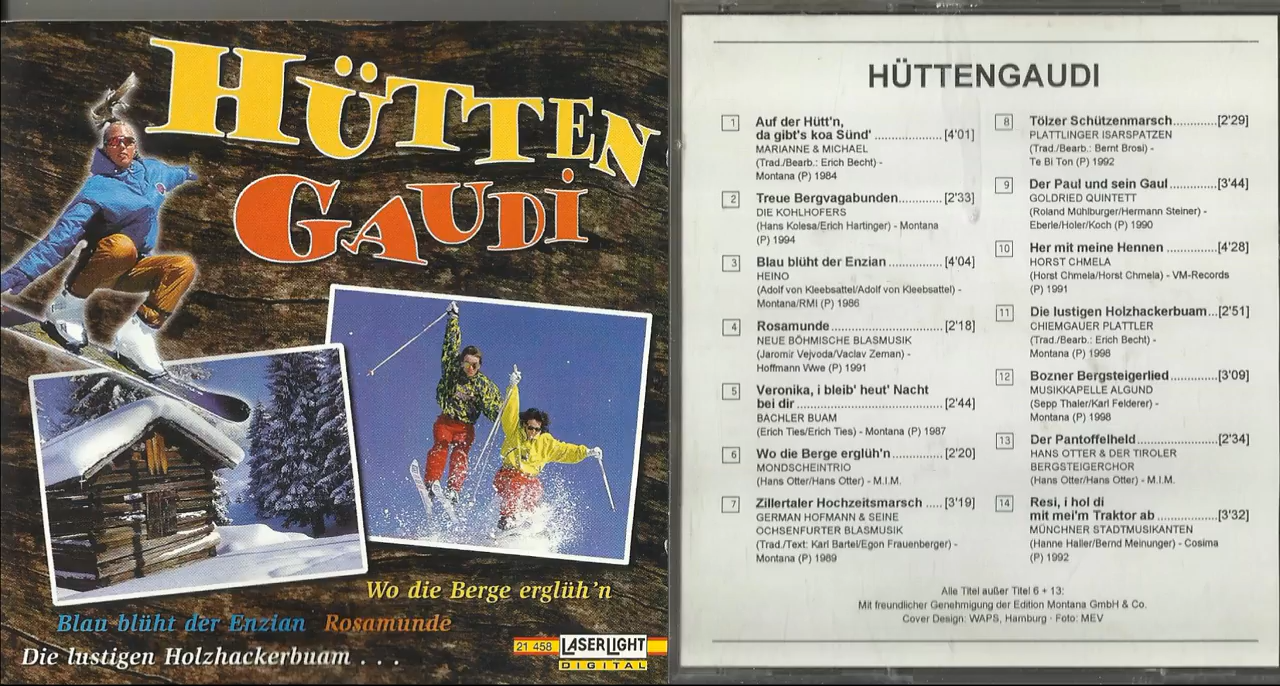 HÜTTEN
GAUDI
Wo die Berge erglüh'n
Blau blüht der Enzian Rosamunde
Die lustigen Holzhackerbuam . . .
21 458 LASERLIGHT
DIGITAL
HÜTTENGAUDI
1 Auf der Hütt'n,
da gibt's koa Sünd' ................ [4'01]
MARIANNE & MICHAEL
(Trad./Bearb.: Erich Becht) -
Montana (P) 1984
2 Treue Bergvagabunden........... [2'33]
DIE KOHLHOFERS
(Hans Kolesa/Erich Hartinger) - Montana
(P) 1994
3 Blau blüht der Enzian ............. [4'04]
HEINO
(Adolf von Kleebsattel/Adolf von Kleebsattel) -
Montana/RMI (P) 1986
4 Rosamunde.......................... [2'18]
NEUE BÖHMISCHE BLASMUSIK
(Jaromir Vejvoda/Vaclav Zeman) -
Hoffmann Vwe (P) 1991
5 Veronika, i bleib' heut' Nacht
bei dir .................................. [2'44]
BACHLER BUAM
(Erich Ties/Erich Ties) - Montana (P) 1987
6 Wo die Berge erglüh'n............ [2'20]
MONDSCHEINTRIO
(Hans Otter/Hans Otter) - M.I.M.
7 Zillertaler Hochzeitsmarsch ..... [3'19]
GERMAN HOFMANN & SEINE
OCHSENFURTER BLASMUSIK
(Trad./Text: Karl Bartel/Egon Frauenberger) -
Montana (P) 1989
8 Tölzer Schützenmarsch...........[2'29]
PLATTLINGER ISARSPATZEN
(Trad./Bearb.: Bernt Brosi) -
Te Bi Ton (P) 1992
9 Der Paul und sein Gaul ...........[3'44]
GOLDRIED QUINTETT
(Roland Mühlburger/Hermann Steiner) -
Eberle/Holer/Koch (P) 1990
10 Her mit meine Hennen ............[4'28]
HORST CHMELA
(Horst Chmela/Horst Chmela) - VM-Records
(P) 1991
11 Die lustigen Holzhackerbuam...[2'51]
CHIEMGAUER PLATTLER
(Trad./Bearb.: Erich Becht) -
Montana (P) 1998
12 Bozner Bergsteigerlied ............[3'09]
MUSIKKAPELLE ALGUND
(Sepp Thaler/Karl Felderer) -
Montana (P) 1998
13 Der Pantoffelheld...................[2'34]
HANS OTTER & DER TIROLER
BERGSTEIGERCHOR
(Hans Otter/Hans Otter) - M.I.M.
14 Resi, i hol di
mit mei'm Traktor ab ..............[3'32]
MÜNCHNER STADTMUSIKANTEN
(Hanne Haller/Bernd Meinunger) - Cosima
(P) 1992
Alle Titel außer Titel 6 + 13:
Mit freundlicher Genehmigung der Edition Montana GmbH & Co.
Cover Design: WAPS, Hamburg · Foto: MEV